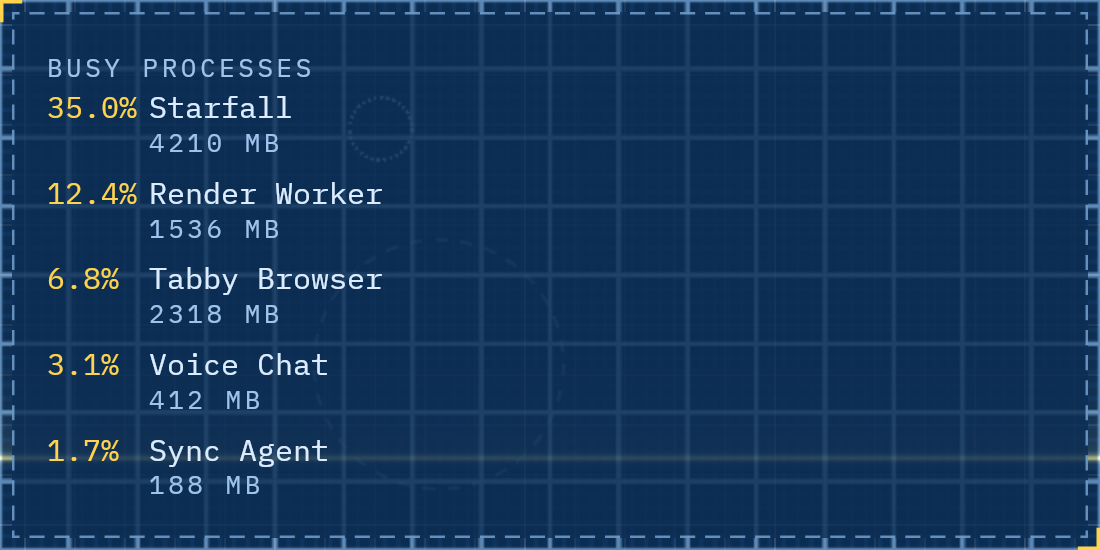 BUSY PROCESSES
35.0% Starfall
4210 MB
12.4% Render Worker
1536 MB
6.8% Tabby Browser
2318 MB
3.1% Voice Chat
412 MB
1.7% Sync Agent
188 MB